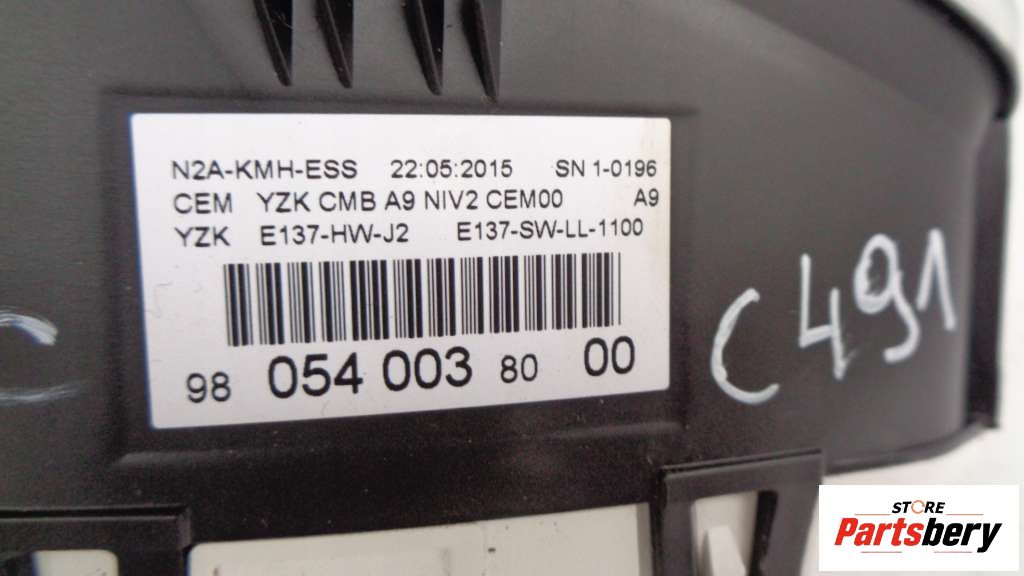 N2A-KMH-ESS 22:05:2015 SN 1-0196
CEM YZK CMB A9 NIV2 CEM00 A9
YZK E137-HW-J2 E137-SW-LL-1100
98 054 003 80 00
C491
STORE
Partsbery